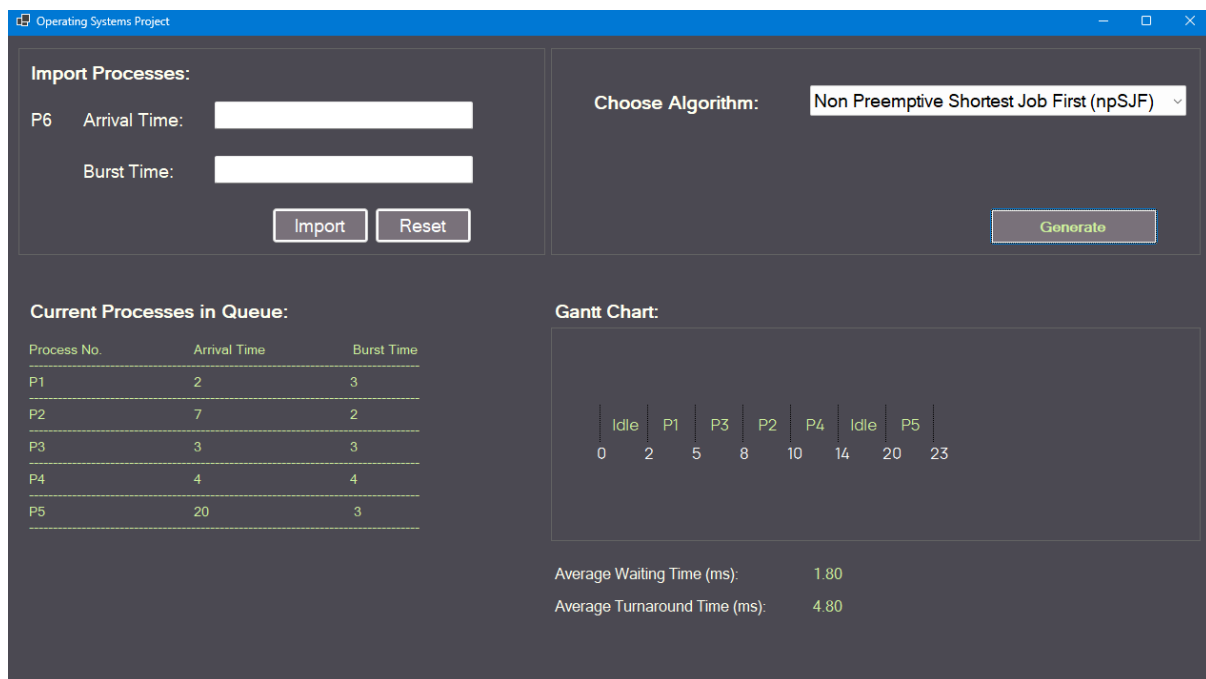 Operating Systems Project
Import Processes:
P6 Arrival Time:
Burst Time:
Import Reset
Choose Algorithm: Non Preemptive Shortest Job First (npSJF)
Generate
Current Processes in Queue:
Process No. Arrival Time Burst Time
P1 2 3
P2 7 2
P3 3 3
P4 4 4
P5 20 3
Gantt Chart:
Idle P1 P3 P2 P4 Idle P5
0 2 5 8 10 14 20 23
Average Waiting Time (ms): 1.80
Average Turnaround Time (ms): 4.80